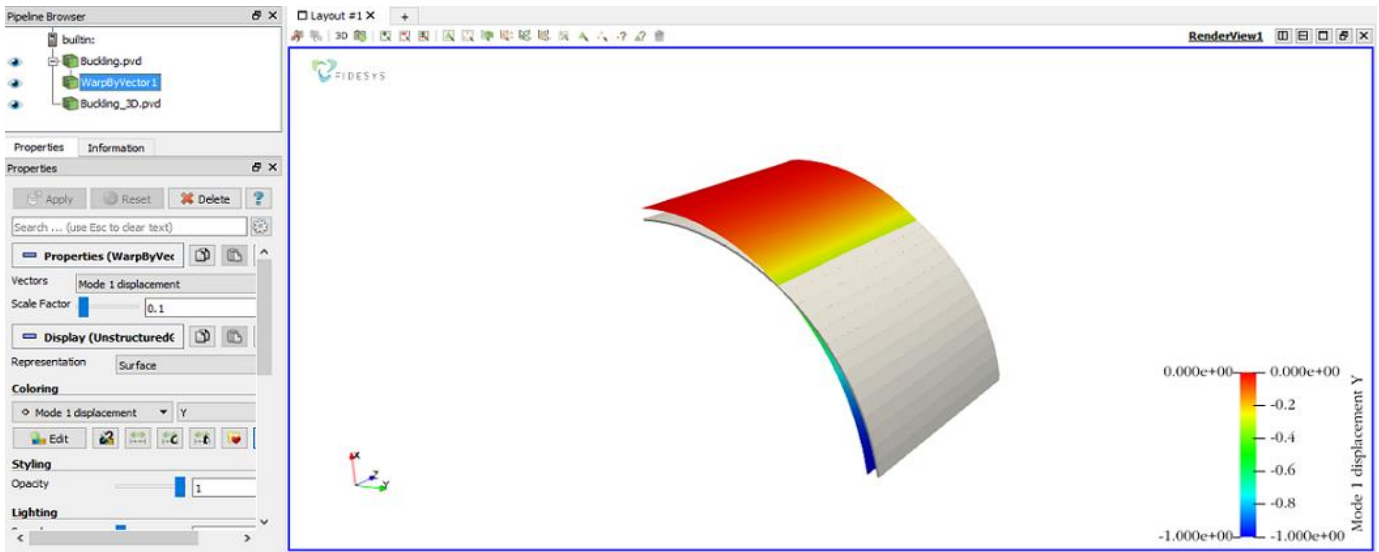 Pipeline Browser
builtin:
Buckling.pvd
WarpByVector1
Buckling_3D.pvd
Properties Information
Properties
Apply Reset Delete ?
Search ... (use Esc to clear text)
Properties (WarpByVec
Vectors Mode 1 displacement
Scale Factor 0.1
Display (Unstructured
Representation Surface
Coloring
Mode 1 displacement Y
Edit
Styling
Opacity 1
Lighting
Layout #1 X +
3D
RenderView1
FIDESYS
X
Z
Y
0.000e+00 0.000e+00
-0.2
-0.4
-0.6
-0.8
-1.000e+00 -1.000e+00
Mode 1 displacement Y